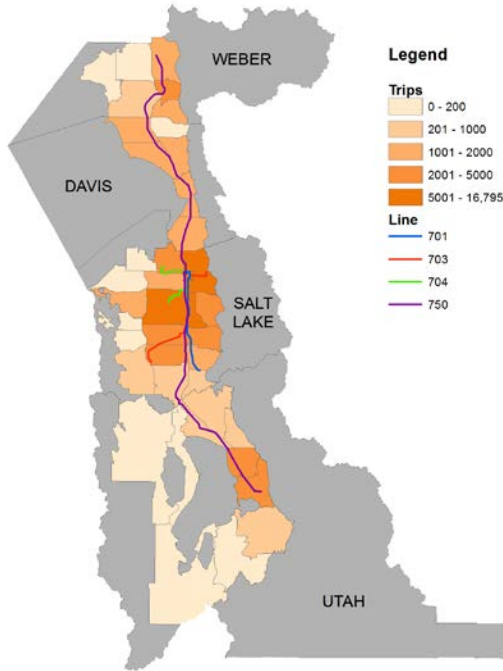 WEBER
Legend
Trips
0 - 200
201 - 1000
1001 - 2000
2001 - 5000
5001 - 16,795
Line
701
703
704
750
DAVIS
SALT
LAKE
UTAH